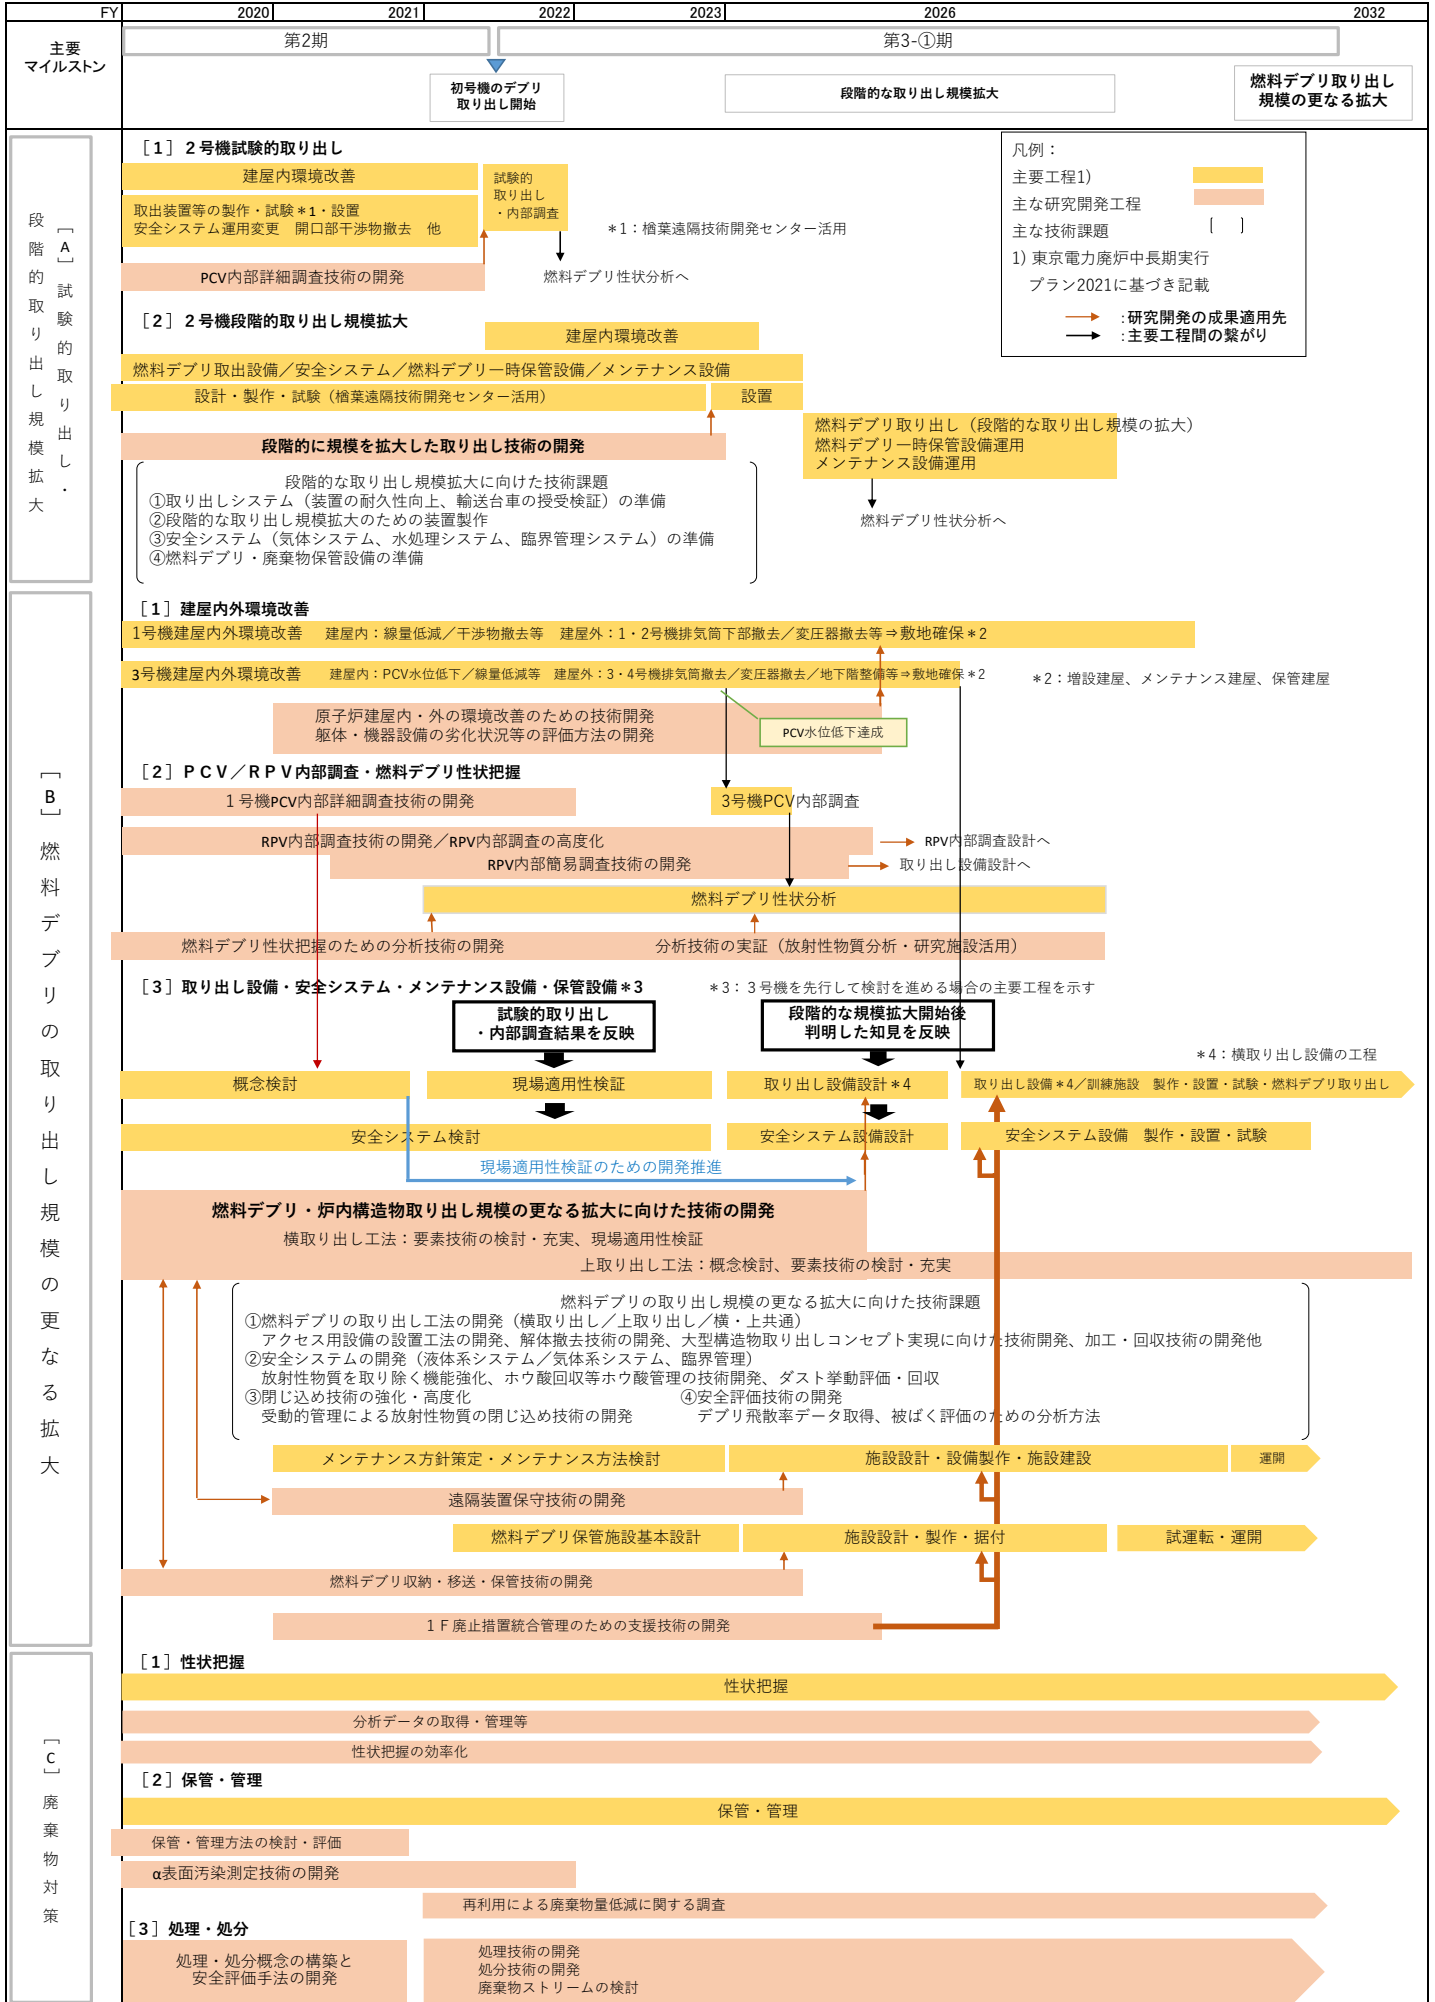 FY 2020 2021 2022 2023 2026 2032
主要
マイルストン
第2期
第3-①期
初号機のデブリ
取り出し開始
段階的な取り出し規模拡大
燃料デブリ取り出し
規模の更なる拡大
［A］試験的取り出し・
段階的取り出し規模拡大
［1］２号機試験的取り出し
建屋内環境改善
取出装置等の製作・試験＊1・設置
安全システム運用変更　開口部干渉物撤去　他
試験的
取り出し
・内部調査
＊1：楢葉遠隔技術開発センター活用
PCV内部詳細調査技術の開発
燃料デブリ性状分析へ
凡例：
主要工程1)
主な研究開発工程
主な技術課題
1) 東京電力廃炉中長期実行
プラン2021に基づき記載
:研究開発の成果適用先
:主要工程間の繋がり
［2］２号機段階的取り出し規模拡大
建屋内環境改善
燃料デブリ取出設備／安全システム／燃料デブリ一時保管設備／メンテナンス設備
設計・製作・試験（楢葉遠隔技術開発センター活用）
設置
燃料デブリ取り出し（段階的な取り出し規模の拡大）
燃料デブリ一時保管設備運用
メンテナンス設備運用
段階的に規模を拡大した取り出し技術の開発
段階的な取り出し規模拡大に向けた技術課題
①取り出しシステム（装置の耐久性向上、輸送台車の授受検証）の準備
②段階的な取り出し規模拡大のための装置製作
③安全システム（気体システム、水処理システム、臨界管理システム）の準備
④燃料デブリ・廃棄物保管設備の準備
燃料デブリ性状分析へ
［B］燃料デブリの取り出し規模の更なる拡大
［1］建屋内外環境改善
1号機建屋内外環境改善　建屋内：線量低減／干渉物撤去等　建屋外：1・2号機排気筒下部撤去／変圧器撤去等⇒敷地確保＊2
3号機建屋内外環境改善　建屋内：PCV水位低下／線量低減等　建屋外：3・4号機排気筒撤去／変圧器撤去／地下階整備等⇒敷地確保＊2
＊2：増設建屋、メンテナンス建屋、保管建屋
原子炉建屋内・外の環境改善のための技術開発
躯体・機器設備の劣化状況等の評価方法の開発
PCV水位低下達成
［2］ＰＣＶ／ＲＰＶ内部調査・燃料デブリ性状把握
１号機PCV内部詳細調査技術の開発
3号機PCV内部調査
RPV内部調査技術の開発／RPV内部調査の高度化
RPV内部調査設計へ
RPV内部簡易調査技術の開発
取り出し設備設計へ
燃料デブリ性状分析
燃料デブリ性状把握のための分析技術の開発
分析技術の実証（放射性物質分析・研究施設活用）
［3］取り出し設備・安全システム・メンテナンス設備・保管設備＊3
＊3：３号機を先行して検討を進める場合の主要工程を示す
試験的取り出し
・内部調査結果を反映
段階的な規模拡大開始後
判明した知見を反映
＊4：横取り出し設備の工程
概念検討
現場適用性検証
取り出し設備設計＊4
取り出し設備＊4／訓練施設　製作・設置・試験・燃料デブリ取り出し
安全システム検討
安全システム設備設計
安全システム設備　製作・設置・試験
現場適用性検証のための開発推進
燃料デブリ・炉内構造物取り出し規模の更なる拡大に向けた技術の開発
横取り出し工法：要素技術の検討・充実、現場適用性検証
上取り出し工法：概念検討、要素技術の検討・充実
燃料デブリの取り出し規模の更なる拡大に向けた技術課題
①燃料デブリの取り出し工法の開発（横取り出し／上取り出し／横・上共通）
アクセス用設備の設置工法の開発、解体撤去技術の開発、大型構造物取り出しコンセプト実現に向けた技術開発、加工・回収技術の開発他
②安全システムの開発（液体系システム／気体系システム、臨界管理）
放射性物質を取り除く機能強化、ホウ酸回収等ホウ酸管理の技術開発、ダスト挙動評価・回収
③閉じ込め技術の強化・高度化　④安全評価技術の開発
受動的管理による放射性物質の閉じ込め技術の開発　デブリ飛散率データ取得、被ばく評価のための分析方法
メンテナンス方針策定・メンテナンス方法検討
施設設計・設備製作・施設建設
運開
遠隔装置保守技術の開発
燃料デブリ保管施設基本設計
施設設計・製作・据付
試運転・運開
燃料デブリ収納・移送・保管技術の開発
１Ｆ廃止措置統合管理のための支援技術の開発
［C］廃棄物対策
［1］性状把握
性状把握
分析データの取得・管理等
性状把握の効率化
［2］保管・管理
保管・管理
保管・管理方法の検討・評価
α表面汚染測定技術の開発
再利用による廃棄物量低減に関する調査
［3］処理・処分
処理・処分概念の構築と
安全評価手法の開発
処理技術の開発
処分技術の開発
廃棄物ストリームの検討